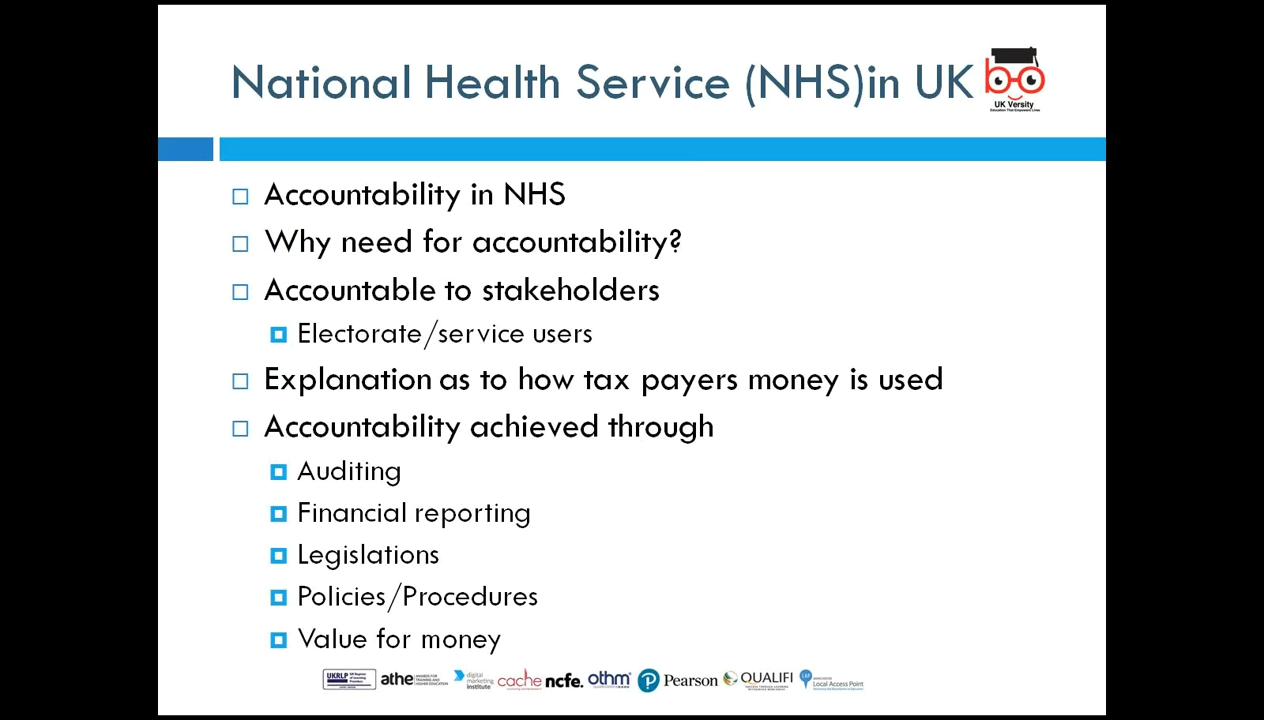 National Health Service (NHS)in UK
UK Versity
Accountability in NHS
Why need for accountability?
Accountable to stakeholders
Electorate/service users
Explanation as to how tax payers money is used
Accountability achieved through
Auditing
Financial reporting
Legislations
Policies/Procedures
Value for money
UKRLP athe digital marketing institute cache ncfe. othm Pearson QUALIFI Local Access Point